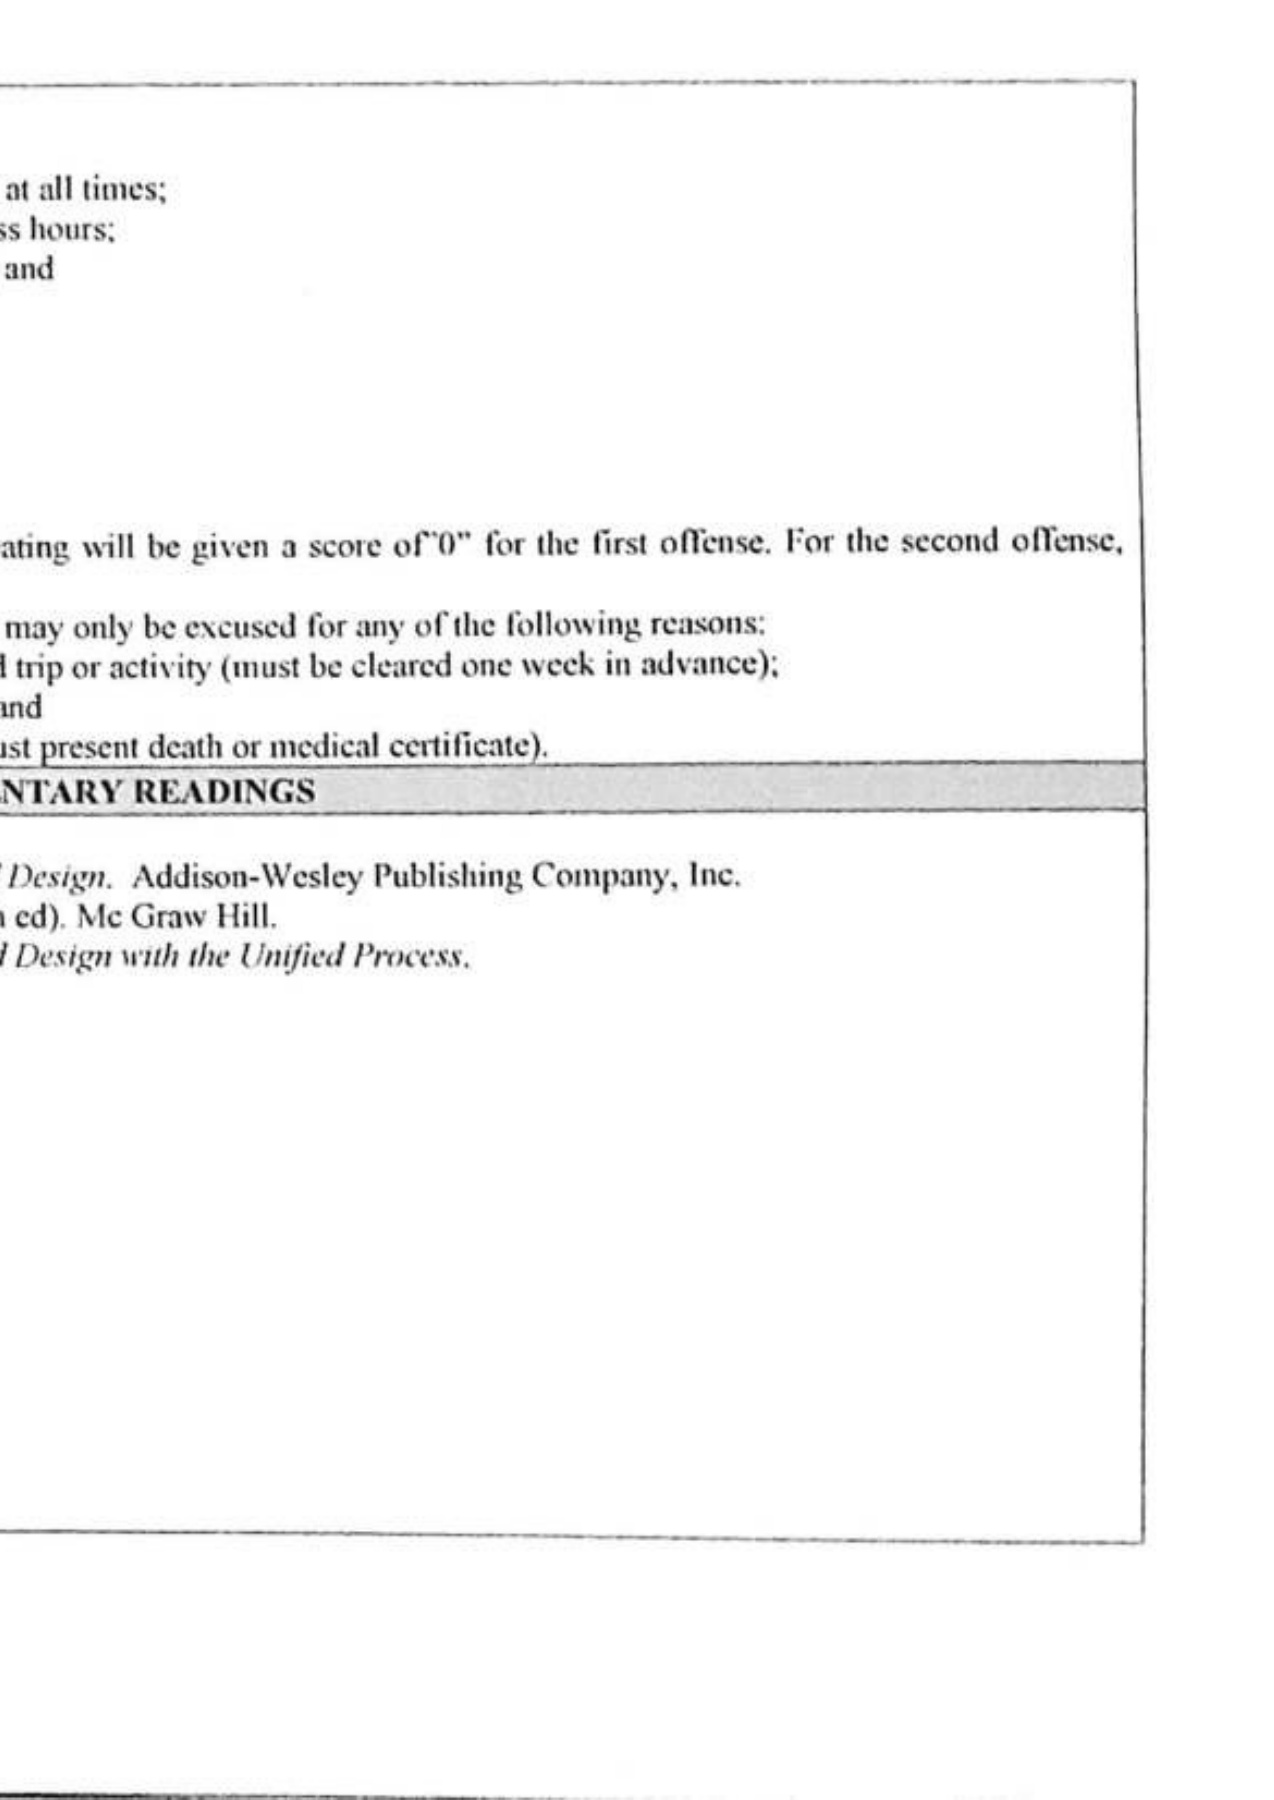 at all times;
ss hours;
and
ating will be given a score of"0" for the first offense. For the second offense,
may only be excused for any of the following reasons:
d trip or activity (must be cleared one week in advance);
and
ust present death or medical certificate).
ENTARY READINGS
Design. Addison-Wesley Publishing Company, Inc.
ed). Mc Graw Hill.
d Design with the Unified Process.